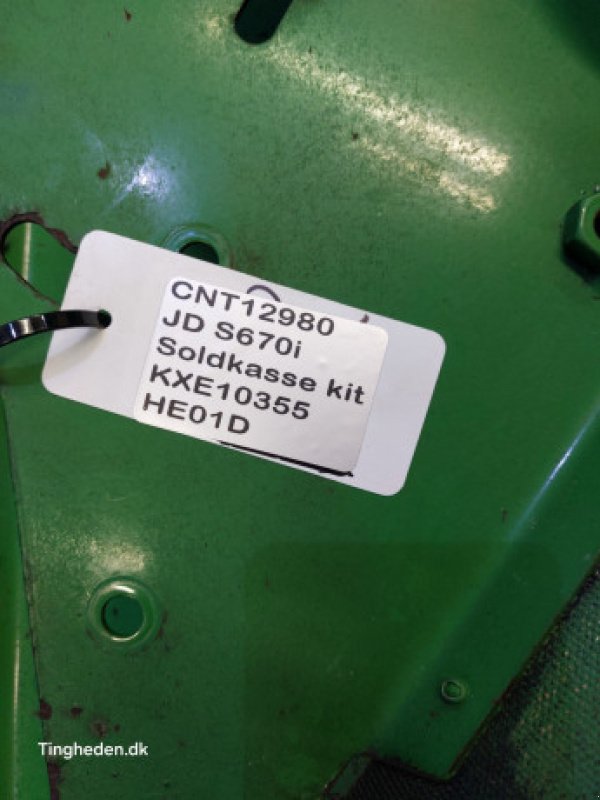 CNT12980
JD S670i
Soldkasse kit
KXE10355
HE01D
Tingheden.dk